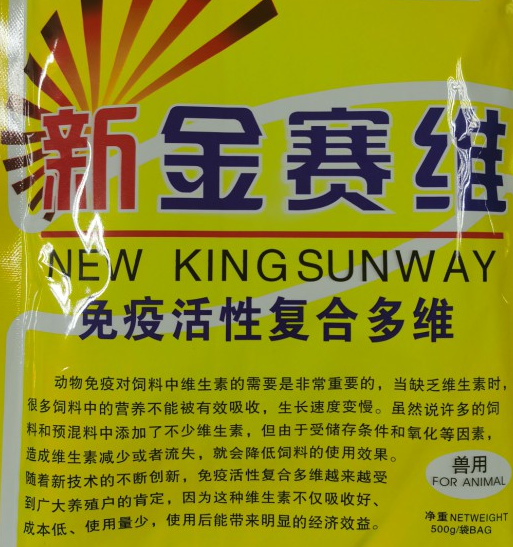 新金赛维
NEW KINGSUNWAY
免疫活性复合多维
动物免疫对饲料中维生素的需要是非常重要的，当缺乏维生素时，
很多饲料中的营养不能被有效吸收，生长速度变慢。虽然说许多的饲
料和预混料中添加了不少维生素，但由于受储存条件和氧化等因素，
造成维生素减少或者流失，就会降低饲料的使用效果。
随着新技术的不断创新，免疫活性复合多维越来越受
到广大养殖户的肯定，因为这种维生素不仅吸收好、
成本低、使用量少，使用后能带来明显的经济效益。
兽用
FOR ANIMAL
净重NETWEIGHT
500g/袋BAG